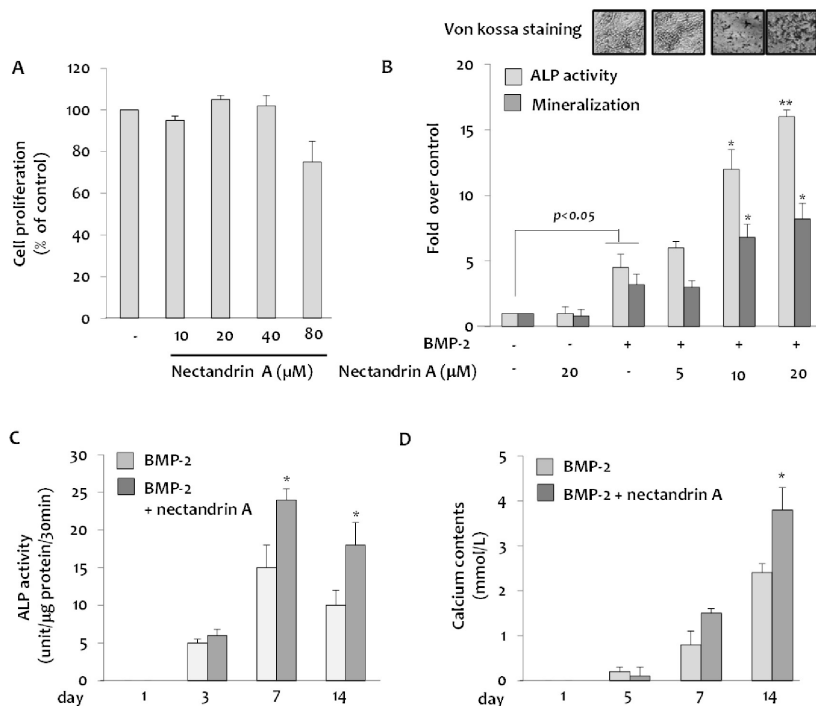 Von kossa staining
A
120
100
80
60
40
20
0
Cell proliferation
(% of control)
- 10 20 40 80
Nectandrin A (μM)
B
20
15
10
5
0
Fold over control
ALP activity
Mineralization
p<0.05
*
*
**
*
BMP-2 - - + + + +
Nectandrin A (μM) - 20 - 5 10 20
C
35
30
25
20
15
10
5
0
ALP activity
(unit/μg protein/30min)
BMP-2
BMP-2
+ nectandrin A
*
*
day 1 3 7 14
D
5
4
3
2
1
0
Calcium contents
(mmol/L)
BMP-2
BMP-2 + nectandrin A
*
day 1 5 7 14